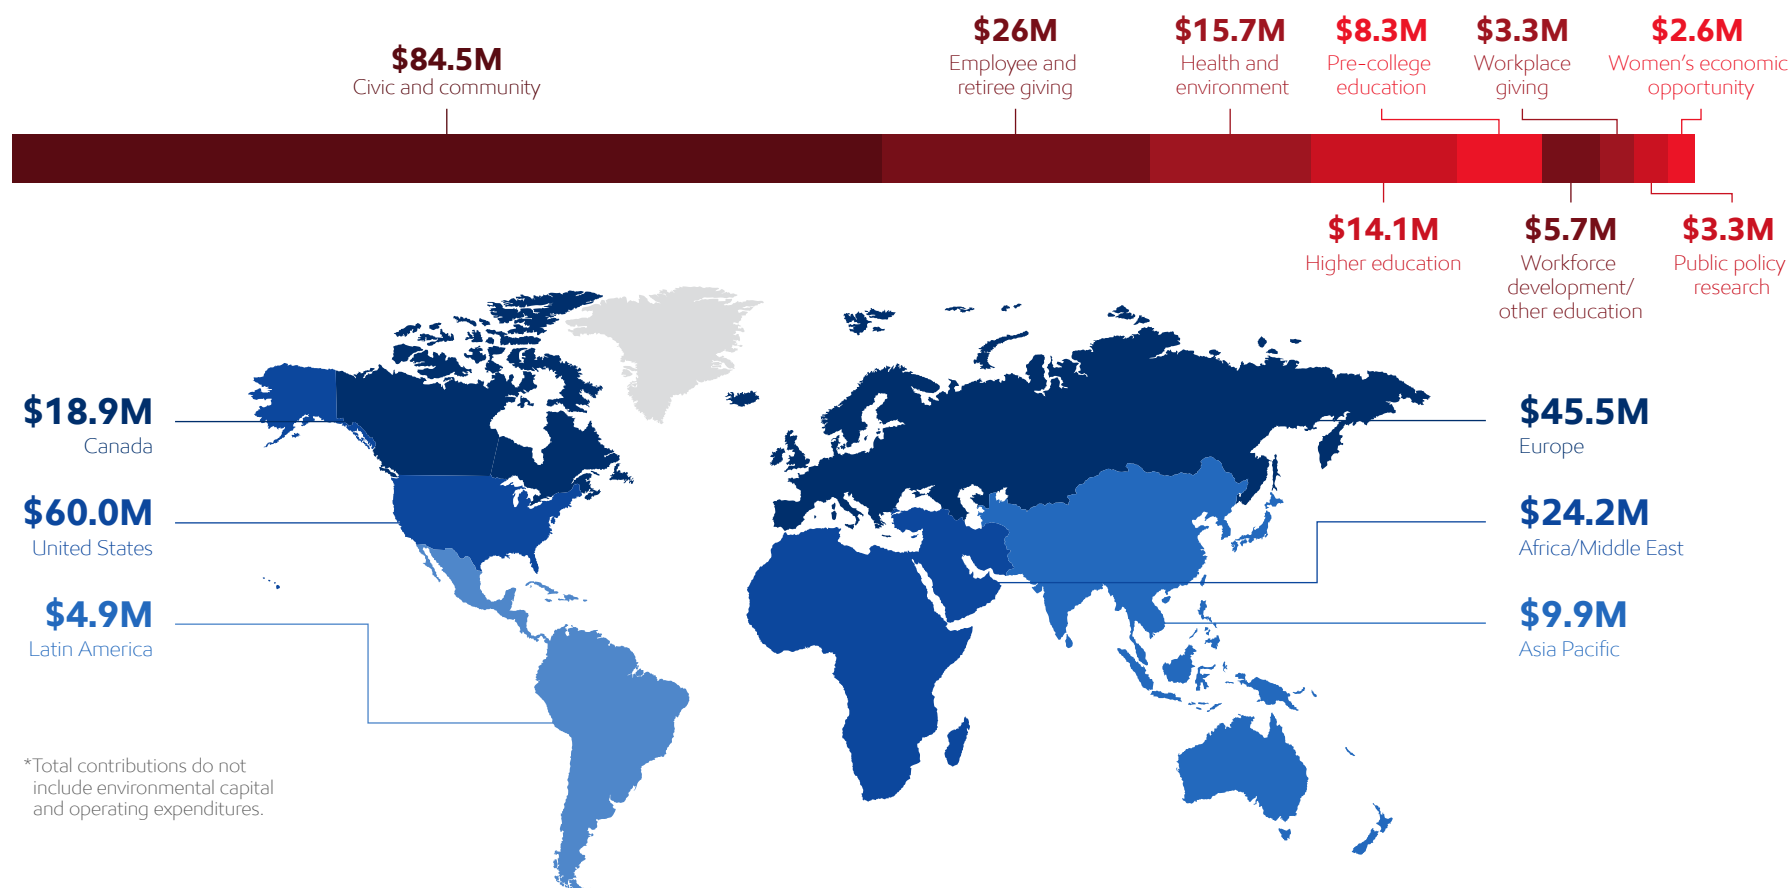 $84.5M
Civic and community
$26M
Employee and
retiree giving
$15.7M
Health and
environment
$8.3M
Pre-college
education
$3.3M
Workplace
giving
$2.6M
Women's economic
opportunity
$14.1M
Higher education
$5.7M
Workforce
development/
other education
$3.3M
Public policy
research
$18.9M
Canada
$60.0M
United States
$4.9M
Latin America
$45.5M
Europe
$24.2M
Africa/Middle East
$9.9M
Asia Pacific
*Total contributions do not
include environmental capital
and operating expenditures.